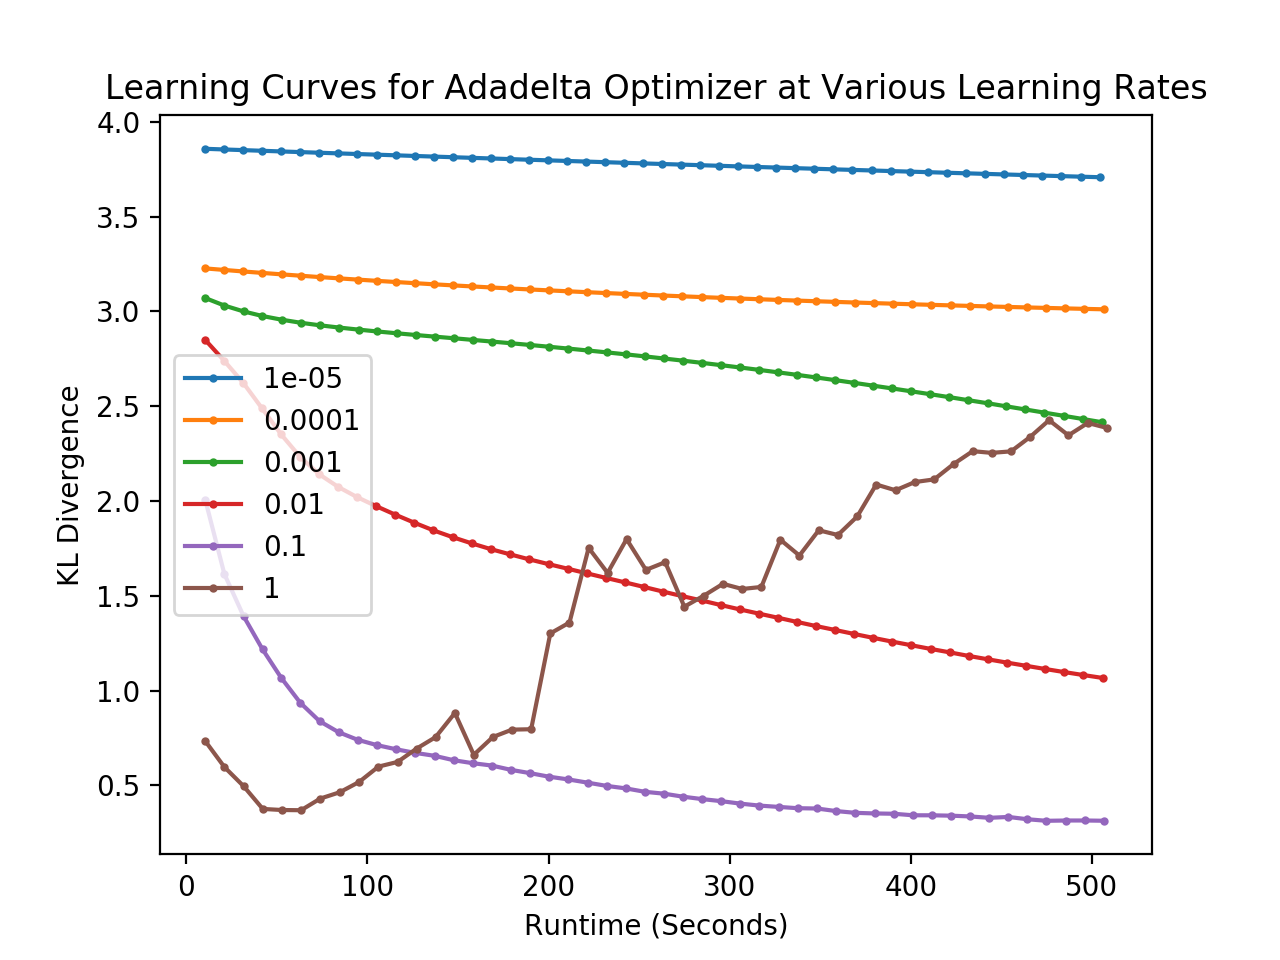 Learning Curves for Adadelta Optimizer at Various Learning Rates
4.0
3.5
3.0
2.5
2.0
1.5
1.0
0.5
KL Divergence
1e-05
0.0001
0.001
0.01
0.1
1
0 100 200 300 400 500
Runtime (Seconds)